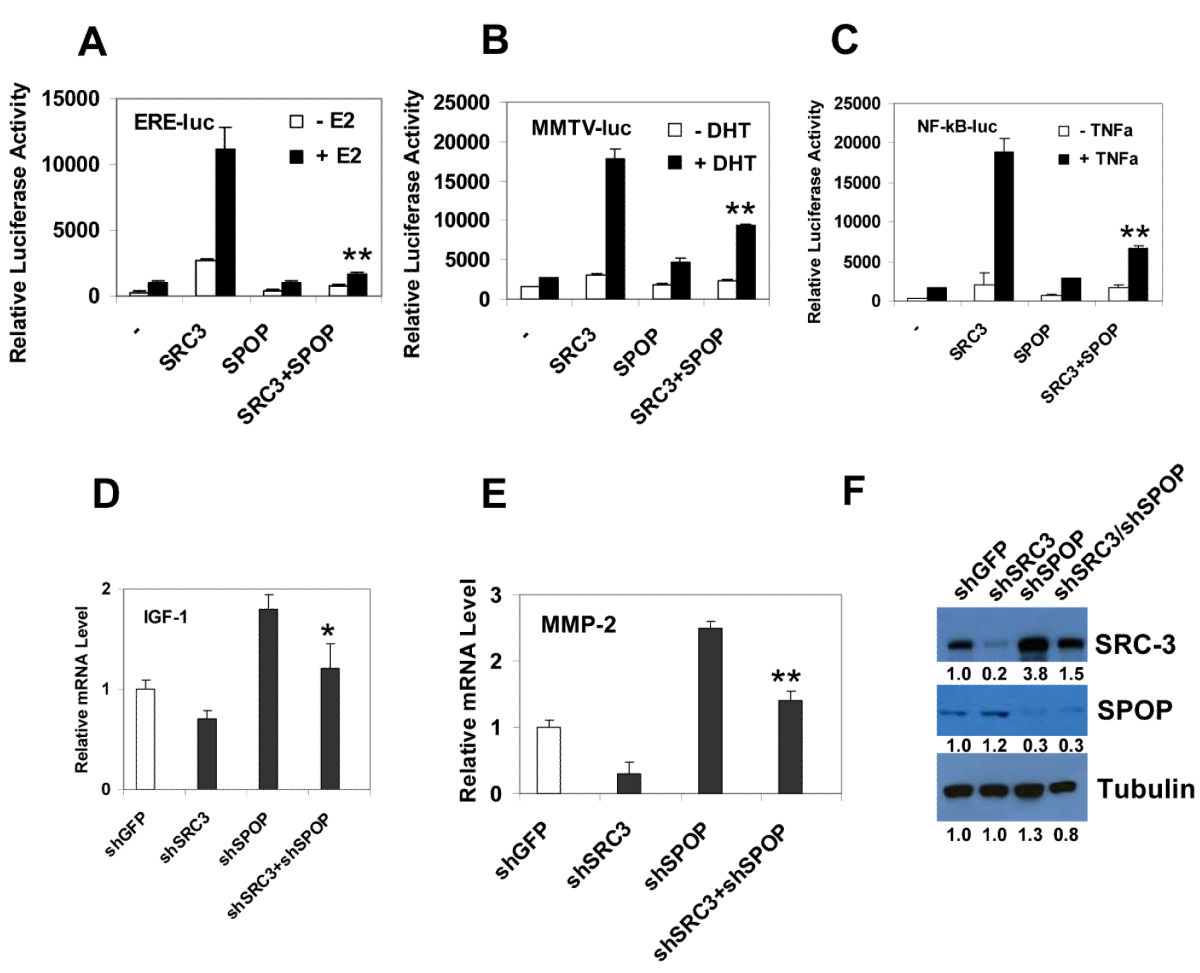 A
Relative Luciferase Activity
15000
10000
5000
0
ERE-luc
- E2
+ E2
**
-
SRC3
SPOP
SRC3+SPOP
B
Relative Luciferase Activity
25000
20000
15000
10000
5000
0
MMTV-luc
- DHT
+ DHT
**
-
SRC3
SPOP
SRC3+SPOP
C
Relative Luciferase Activity
25000
20000
15000
10000
5000
0
NF-kB-luc
- TNFa
+ TNFa
**
-
SRC3
SPOP
SRC3+SPOP
D
Relative mRNA Level
2
1
0
IGF-1
*
shGFP
shSRC3
shSPOP
shSRC3+shSPOP
E
Relative mRNA Level
3
2
1
0
MMP-2
**
shGFP
shSRC3
shSPOP
shSRC3+shSPOP
F
shGFP
shSRC3
shSPOP
shSRC3/shSPOP
SRC-3
1.0 0.2 3.8 1.5
SPOP
1.0 1.2 0.3 0.3
Tubulin
1.0 1.0 1.3 0.8